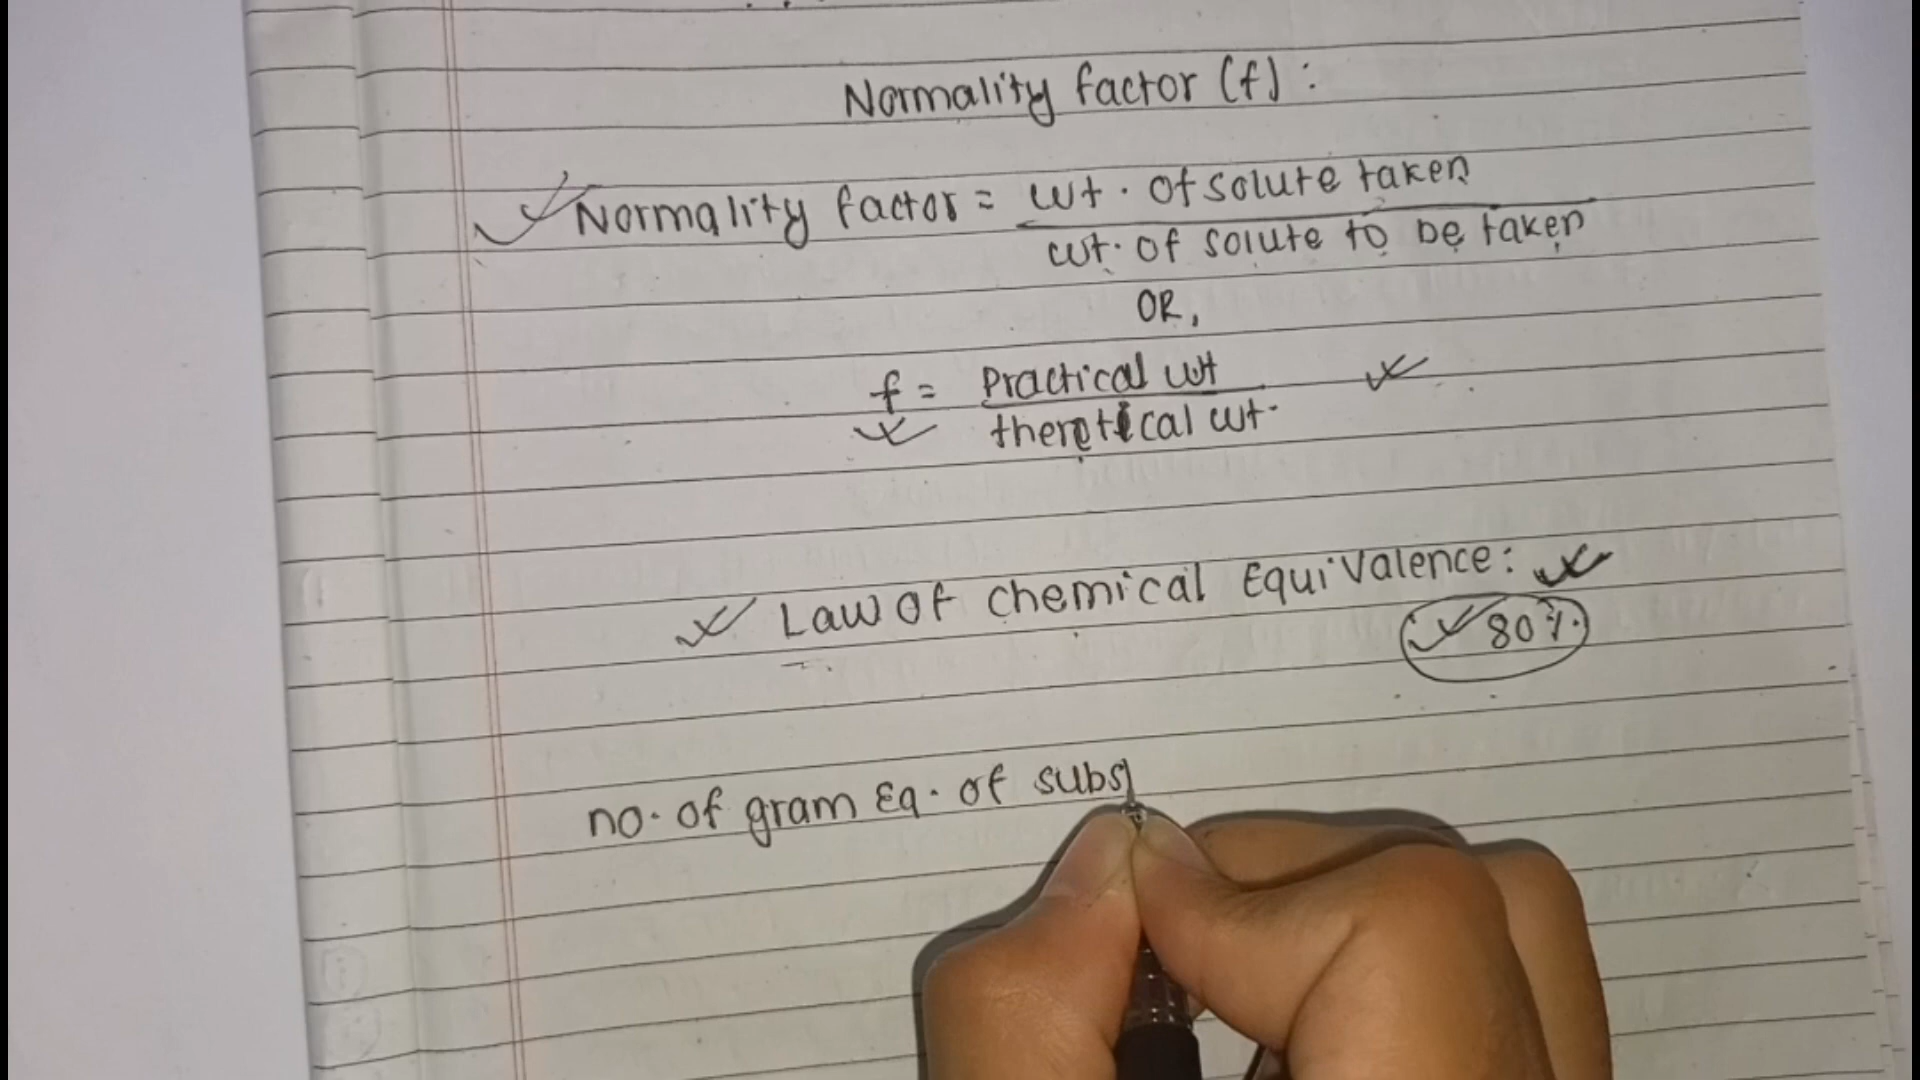 Normality factor (f) :
Normality factor = wt. of solute taken
wt. of solute to be taken
OR,
f = Practical wt
theretical wt.
Law of chemical Equivalence :
80%
no. of gram Eq. of subs